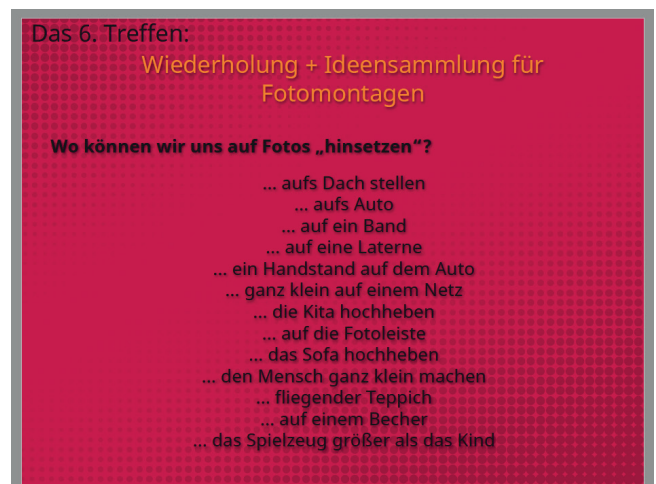 Das 6. Treffen:
Wiederholung + Ideensammlung für
Fotomontagen
Wo können wir uns auf Fotos „hinsetzen“?
... aufs Dach stellen
... aufs Auto
... auf ein Band
... auf eine Laterne
... ein Handstand auf dem Auto
... ganz klein auf einem Netz
... die Kita hochheben
... auf die Fotoleiste
... das Sofa hochheben
... den Mensch ganz klein machen
... fliegender Teppich
... auf einem Becher
... das Spielzeug größer als das Kind